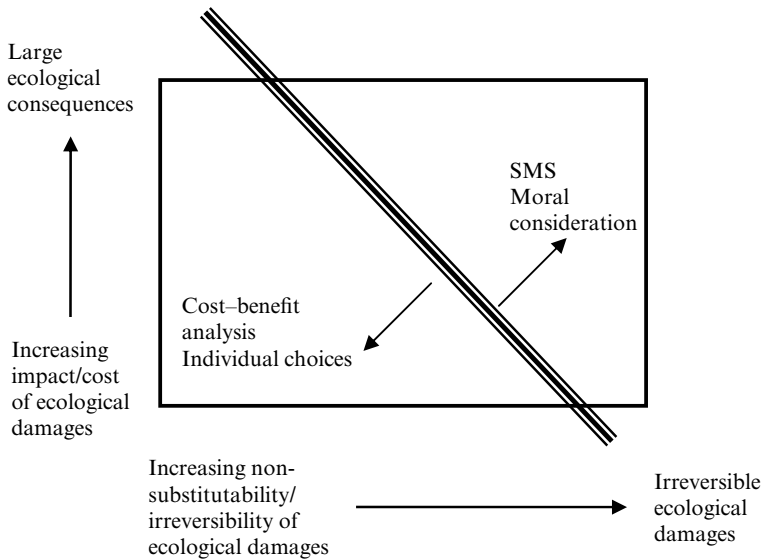 Large
ecological
consequences
SMS
Moral
consideration
Cost–benefit
analysis
Individual choices
Increasing
impact/cost
of ecological
damages
Increasing non-
substitutability/
irreversibility of
ecological damages
Irreversible
ecological
damages